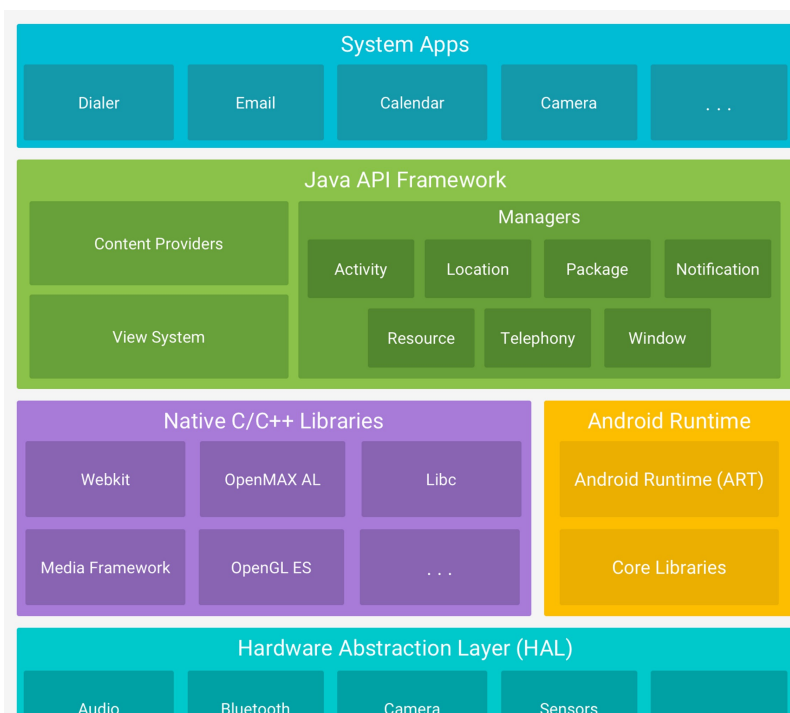 System Apps
Dialer
Email
Calendar
Camera
. . .
Java API Framework
Content Providers
View System
Managers
Activity
Location
Package
Notification
Resource
Telephony
Window
Native C/C++ Libraries
Webkit
OpenMAX AL
Libc
Media Framework
OpenGL ES
. . .
Android Runtime
Android Runtime (ART)
Core Libraries
Hardware Abstraction Layer (HAL)
Audio
Bluetooth
Camera
Sensors